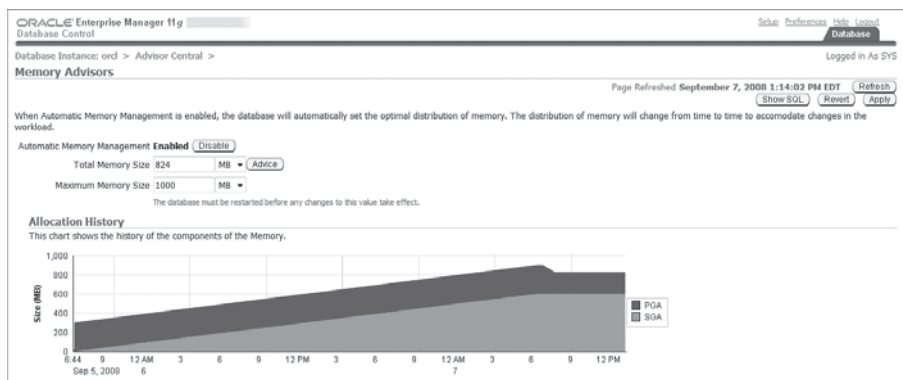 ORACLE Enterprise Manager 11g
Setup Preferences Help Logout
Database Control
Database
Database Instance: orcl > Advisor Central >
Logged in As SYS
Memory Advisors
Page Refreshed September 7, 2008 1:14:02 PM EDT Refresh
Show SQL Revert Apply
When Automatic Memory Management is enabled, the database will automatically set the optimal distribution of memory. The distribution of memory will change from time to time to accomodate changes in the
workload.
Automatic Memory Management Enabled Disable
Total Memory Size 824 MB Advice
Maximum Memory Size 1000 MB
The database must be restarted before any changes to this value take effect.
Allocation History
This chart shows the history of the components of the Memory.
Size (MB)
1,000
800
600
400
200
0
PGA
SGA
6:44 9 12 AM 3 6 9 12 PM 3 6 9 12 AM 3 6 9 12 PM
Sep 5, 2008 6 7